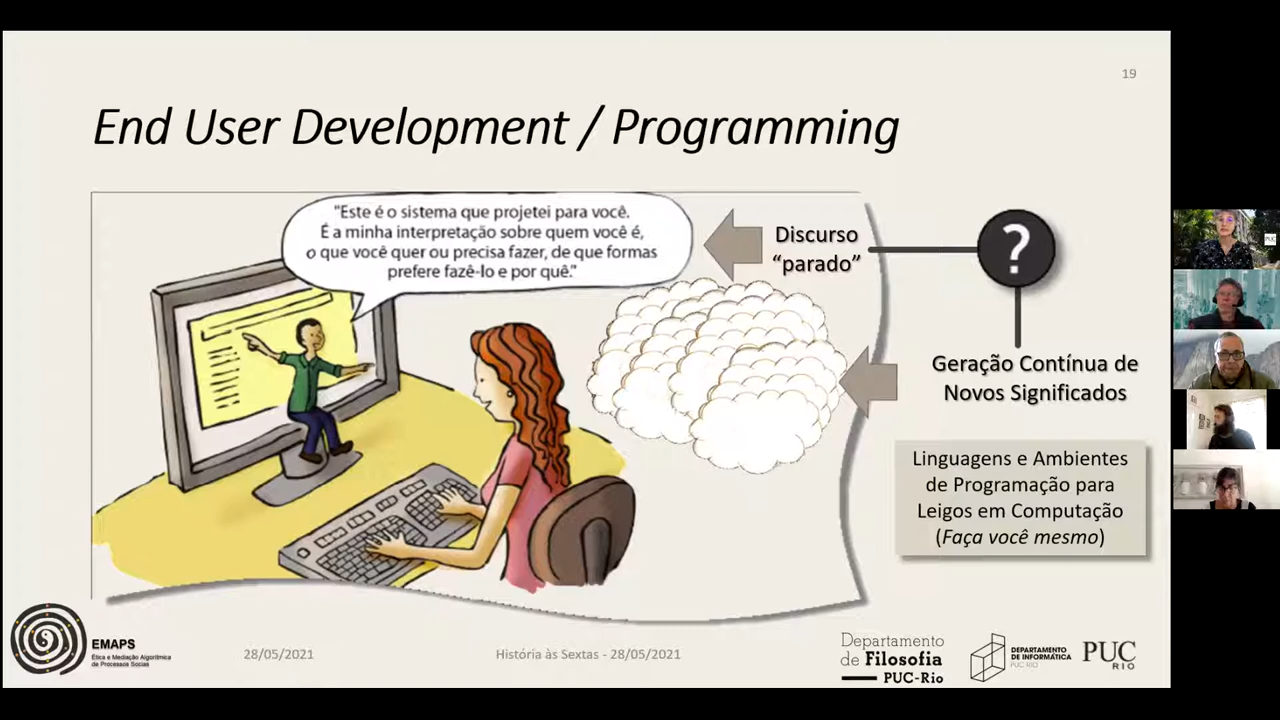 19
End User Development / Programming
"Este é o sistema que projetei para você.
É a minha interpretação sobre quem você é,
o que você quer ou precisa fazer, de que formas
prefere fazê-lo e por quê."
Discurso
“parado”
?
Geração Contínua de
Novos Significados
Linguagens e Ambientes
de Programação para
Leigos em Computação
(Faça você mesmo)
EMAPS
Ética e Mediação Algorítmica
de Processos Sociais
28/05/2021
História às Sextas - 28/05/2021
Departamento
de Filosofia
PUC-Rio
DEPARTAMENTO
DE INFORMÁTICA
PUC-RIO
PUC
RIO